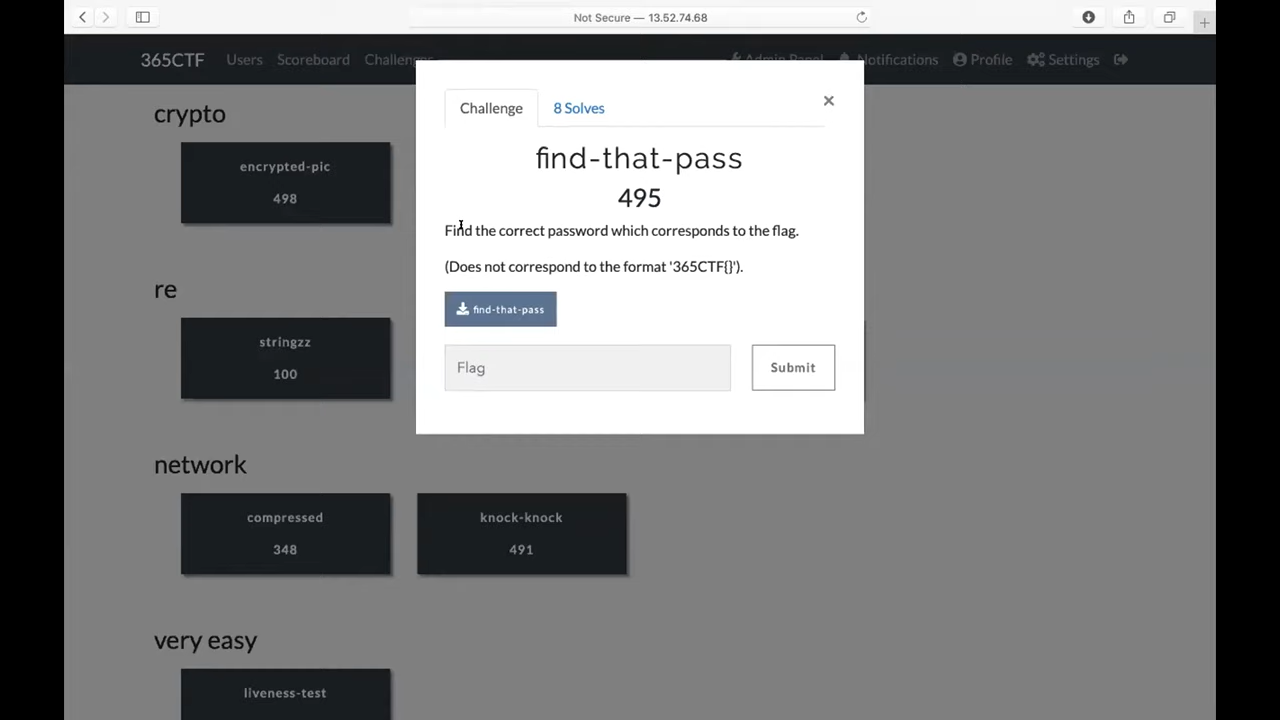 Not Secure — 13.52.74.68
365CTF Users Scoreboard Challenges Admin Panel Notifications Profile Settings
Challenge 8 Solves ×
find-that-pass
495
Find the correct password which corresponds to the flag.
(Does not correspond to the format '365CTF{}').
find-that-pass
Flag Submit
crypto
encrypted-pic
498
re
stringzz
100
network
compressed
348
knock-knock
491
very easy
liveness-test